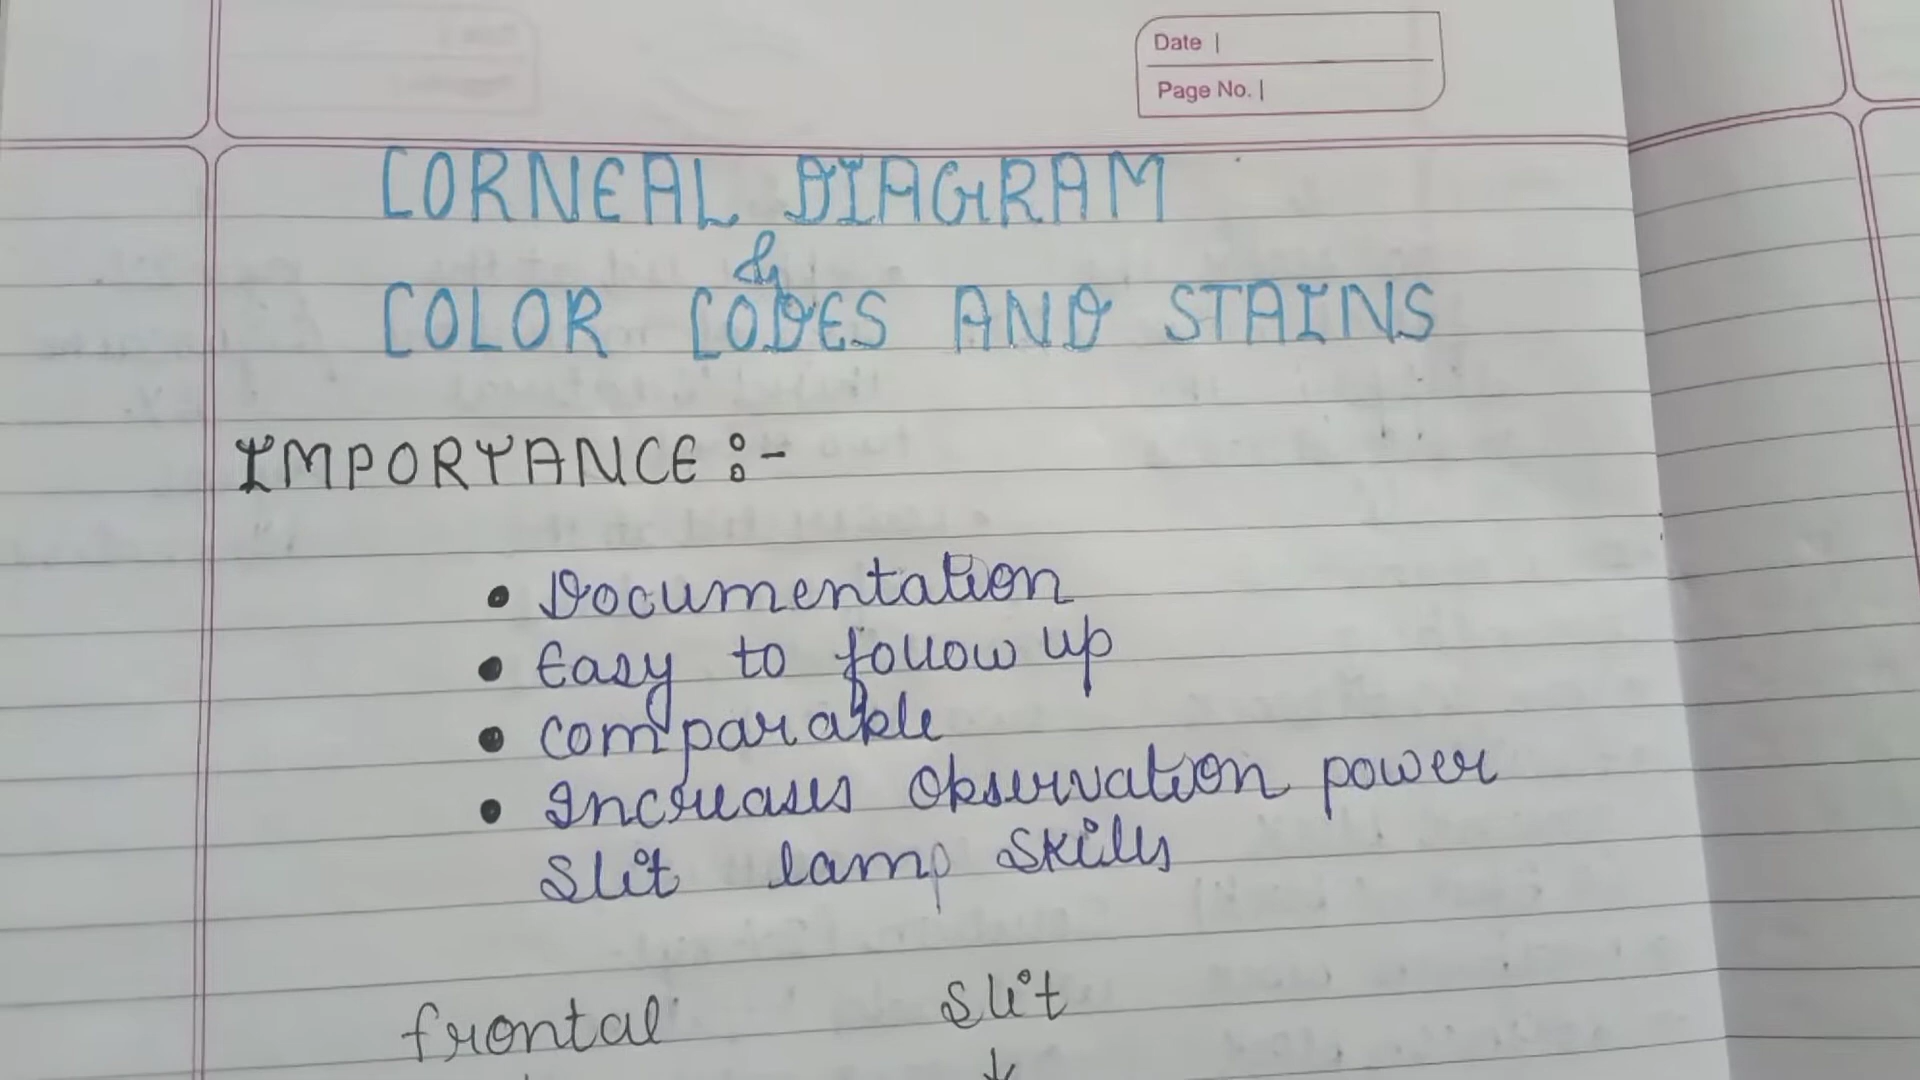 Date |
Page No. |
CORNEAL DIAGRAM
&
COLOR CODES AND STAINS
IMPORTANCE :-
• Documentation
• Easy to follow up
• comparable
• Increases observation power
slit lamp skills
frontal slit
↓